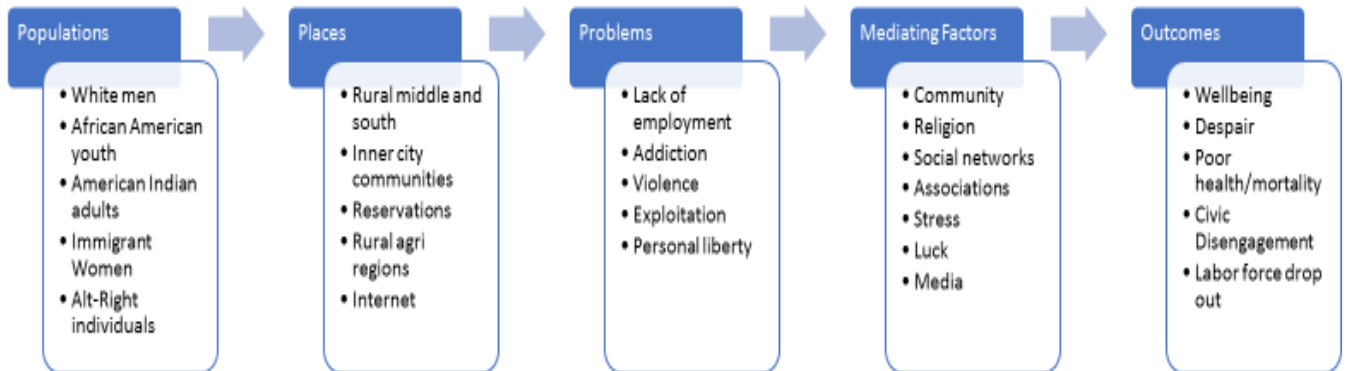 Populations
• White men
• African American
youth
• American Indian
adults
• Immigrant
Women
• Alt-Right
individuals
Places
• Rural middle and
south
• Inner city
communities
• Reservations
• Rural agri
regions
• Internet
Problems
• Lack of
employment
• Addiction
• Violence
• Exploitation
• Personal liberty
Mediating Factors
• Community
• Religion
• Social networks
• Associations
• Stress
• Luck
• Media
Outcomes
• Wellbeing
• Despair
• Poor
health/mortality
• Civic
Disengagement
• Labor force drop
out